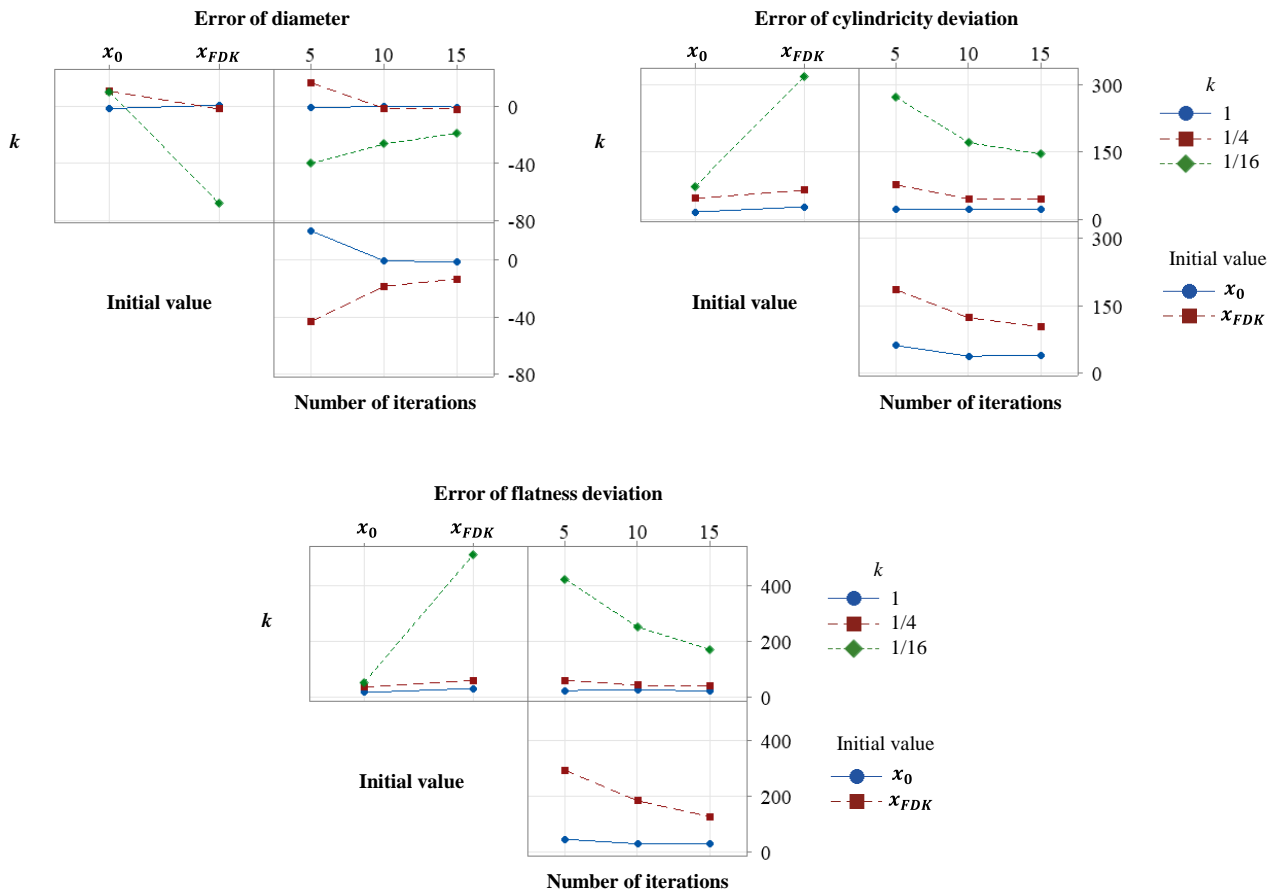 Error of diameter
x0 xFDK 5 10 15
k
0
-40
-80
0
-40
-80
Initial value
Number of iterations
Error of cylindricity deviation
x0 xFDK 5 10 15
k
300
150
0
300
150
0
Initial value
Number of iterations
k
1
1/4
1/16
Initial value
x0
xFDK
Error of flatness deviation
x0 xFDK 5 10 15
k
400
200
0
400
200
0
Initial value
Number of iterations
k
1
1/4
1/16
Initial value
x0
xFDK